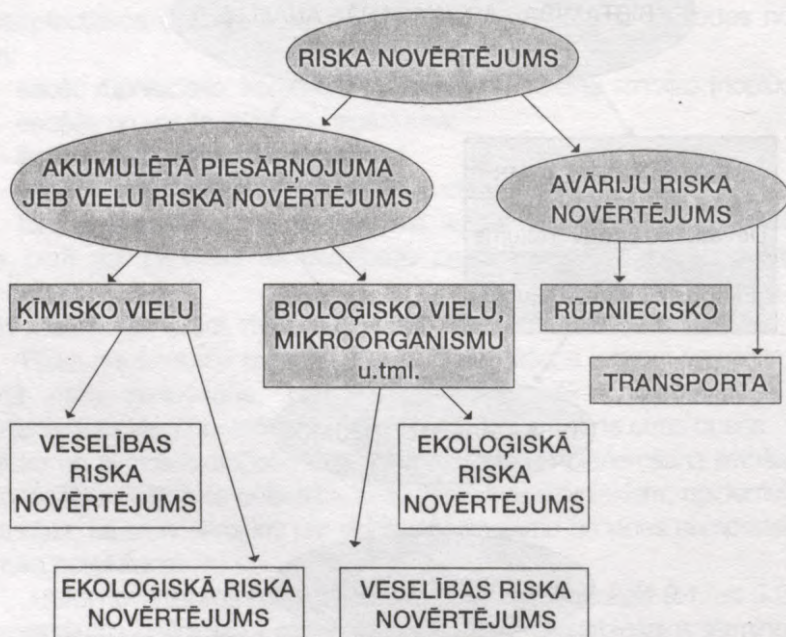 RISKA NOVĒRTĒJUMS
AKUMULĒTĀ PIESĀRŅOJUMA
JEB VIELU RISKA NOVĒRTĒJUMS
AVĀRIJU RISKA
NOVĒRTĒJUMS
ĶĪMISKO VIELU
BIOLOĢISKO VIELU,
MIKROORGANISMU
u.tml.
RŪPNIECISKO
TRANSPORTA
VESELĪBAS
RISKA
NOVĒRTĒJUMS
EKOLOĢISKĀ
RISKA
NOVĒRTĒJUMS
EKOLOĢISKĀ RISKA
NOVĒRTĒJUMS
VESELĪBAS RISKA
NOVĒRTĒJUMS